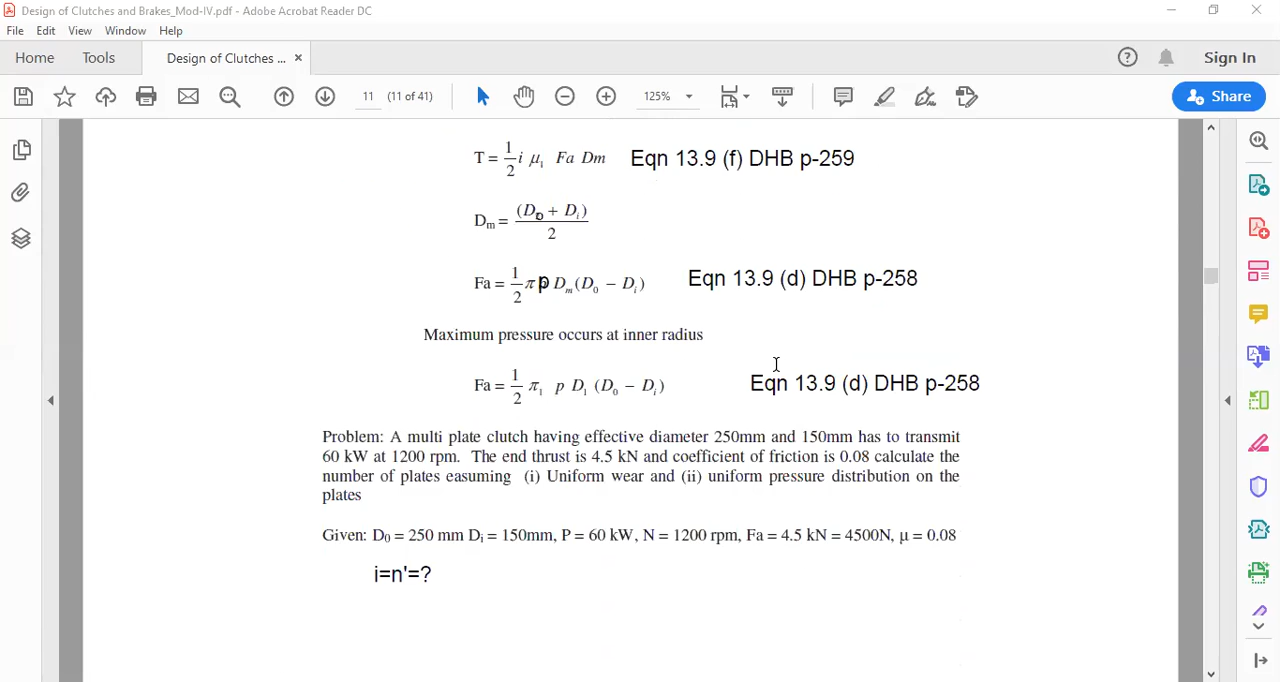 Design of Clutches and Brakes_Mod-IV.pdf - Adobe Acrobat Reader DC
File Edit View Window Help
Home Tools Design of Clutches ... × Sign In
11 (11 of 41) 125% Share
T = 1/2 i μi Fa Dm Eqn 13.9 (f) DHB p-259
Dm = (Do + Di)/2
Fa = 1/2 π p Dm (D0 − Di) Eqn 13.9 (d) DHB p-258
Maximum pressure occurs at inner radius
Fa = 1/2 π1 p D1 (D0 − Di) Eqn 13.9 (d) DHB p-258
Problem: A multi plate clutch having effective diameter 250mm and 150mm has to transmit
60 kW at 1200 rpm. The end thrust is 4.5 kN and coefficient of friction is 0.08 calculate the
number of plates easuming (i) Uniform wear and (ii) uniform pressure distribution on the
plates
Given: D0 = 250 mm Di = 150mm, P = 60 kW, N = 1200 rpm, Fa = 4.5 kN = 4500N, μ = 0.08
i=n'=?